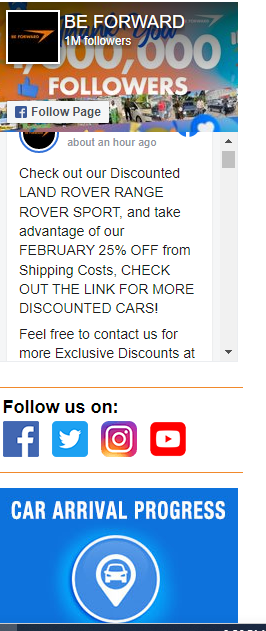 BE FORWARD
BE FORWARD
1M followers
1,000,000
FOLLOWERS
Follow Page
about an hour ago
Check out our Discounted
LAND ROVER RANGE
ROVER SPORT, and take
advantage of our
FEBRUARY 25% OFF from
Shipping Costs, CHECK
OUT THE LINK FOR MORE
DISCOUNTED CARS!
Feel free to contact us for
more Exclusive Discounts at
Follow us on:
CAR ARRIVAL PROGRESS